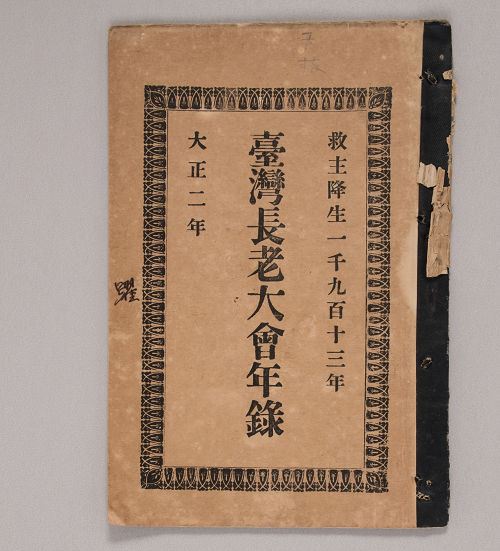 救主降生一千九百十三年
臺灣長老大會年錄
大正二年